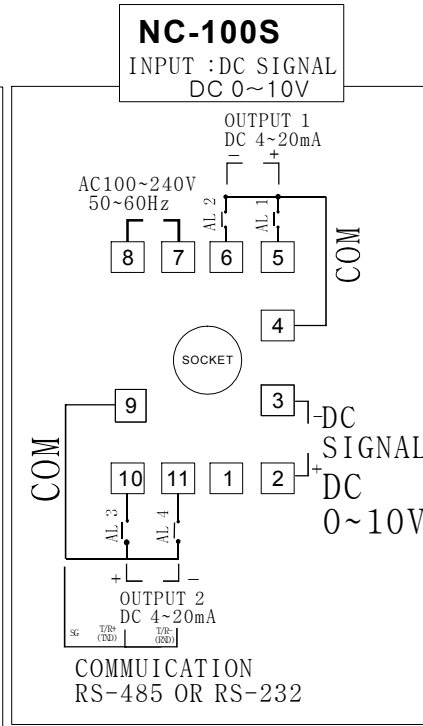 NC-100S
INPUT :DC SIGNAL
DC 0~10V
OUTPUT 1
DC 4~20mA
− +
AC100~240V
50~60Hz
AL 2
AL 1
8 7 6 5
COM
4
SOCKET
9
3
−DC
SIGNAL
+DC
0~10V
COM
10 11 1 2
AL 3
AL 4
+ −
OUTPUT 2
DC 4~20mA
SG
T/R+
(TXD)
T/R-
(RXD)
COMMUICATION
RS-485 OR RS-232